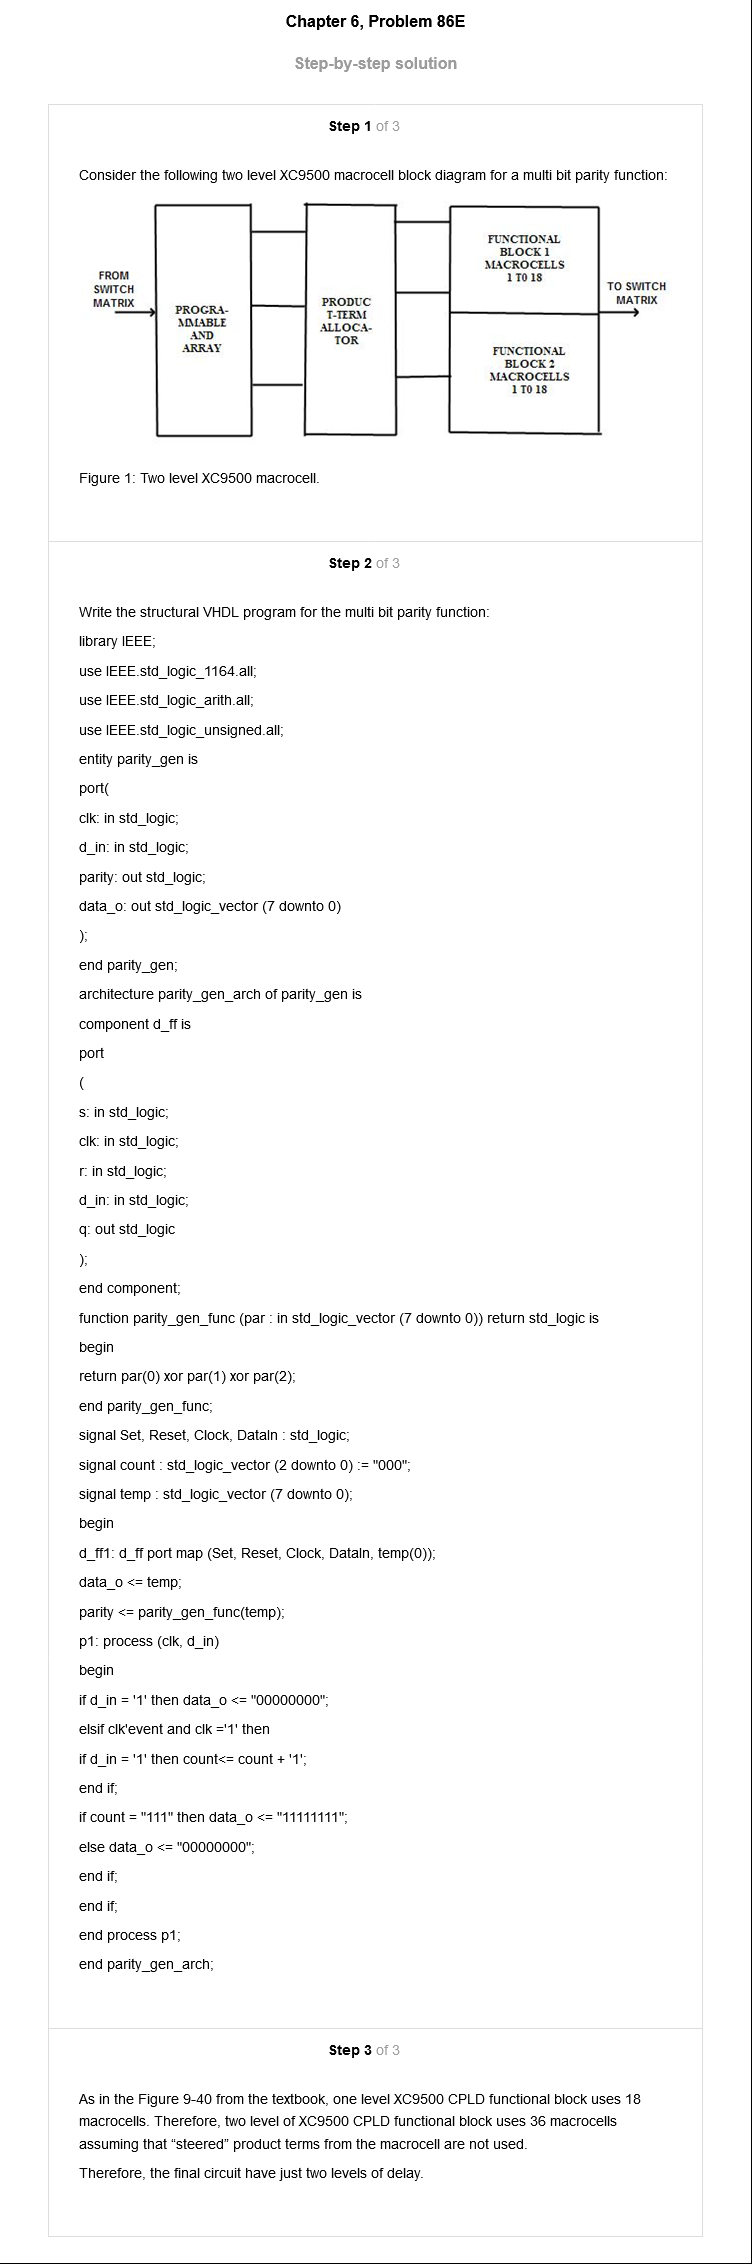 Chapter 6, Problem 86E
Step-by-step solution
Step 1 of 3
Consider the following two level XC9500 macrocell block diagram for a multi bit parity function:
FROM
SWITCH
MATRIX
PROGRA-
MMABLE
AND
ARRAY
PRODUC
T-TERM
ALLOCA-
TOR
FUNCTIONAL
BLOCK 1
MACROCELLS
1 T0 18
FUNCTIONAL
BLOCK 2
MACROCELLS
1 T0 18
TO SWITCH
MATRIX
Figure 1: Two level XC9500 macrocell.
Step 2 of 3
Write the structural VHDL program for the multi bit parity function:
library IEEE;
use IEEE.std_logic_1164.all;
use IEEE.std_logic_arith.all;
use IEEE.std_logic_unsigned.all;
entity parity_gen is
port(
clk: in std_logic;
d_in: in std_logic;
parity: out std_logic;
data_o: out std_logic_vector (7 downto 0)
);
end parity_gen;
architecture parity_gen_arch of parity_gen is
component d_ff is
port
(
s: in std_logic;
clk: in std_logic;
r: in std_logic;
d_in: in std_logic;
q: out std_logic
);
end component;
function parity_gen_func (par : in std_logic_vector (7 downto 0)) return std_logic is
begin
return par(0) xor par(1) xor par(2);
end parity_gen_func;
signal Set, Reset, Clock, DataIn : std_logic;
signal count : std_logic_vector (2 downto 0) := "000";
signal temp : std_logic_vector (7 downto 0);
begin
d_ff1: d_ff port map (Set, Reset, Clock, DataIn, temp(0));
data_o <= temp;
parity <= parity_gen_func(temp);
p1: process (clk, d_in)
begin
if d_in = '1' then data_o <= "00000000";
elsif clk'event and clk ='1' then
if d_in = '1' then count<= count + '1';
end if;
if count = "111" then data_o <= "11111111";
else data_o <= "00000000";
end if;
end if;
end process p1;
end parity_gen_arch;
Step 3 of 3
As in the Figure 9-40 from the textbook, one level XC9500 CPLD functional block uses 18
macrocells. Therefore, two level of XC9500 CPLD functional block uses 36 macrocells
assuming that “steered” product terms from the macrocell are not used.
Therefore, the final circuit have just two levels of delay.